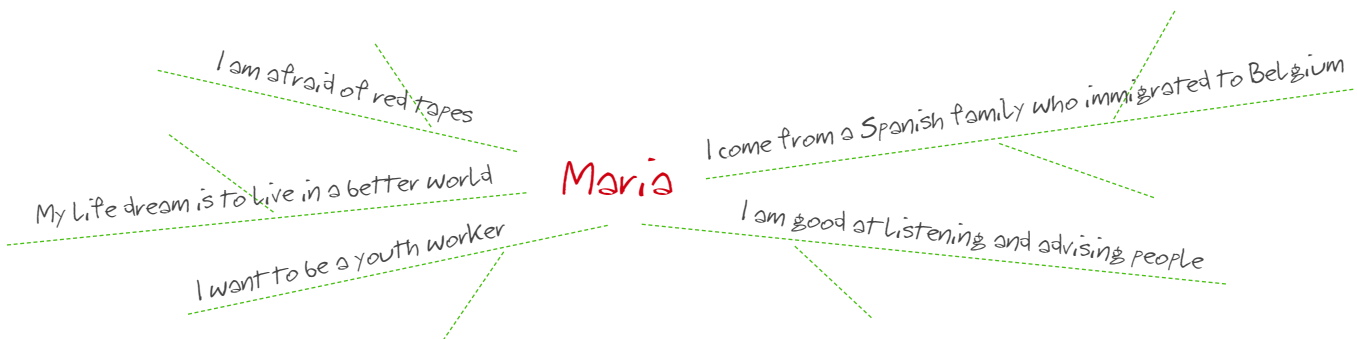 I am afraid of red tapes
I come from a Spanish family who immigrated to Belgium
Maria
My life dream is to live in a better world
I am good at listening and advising people
I want to be a youth worker